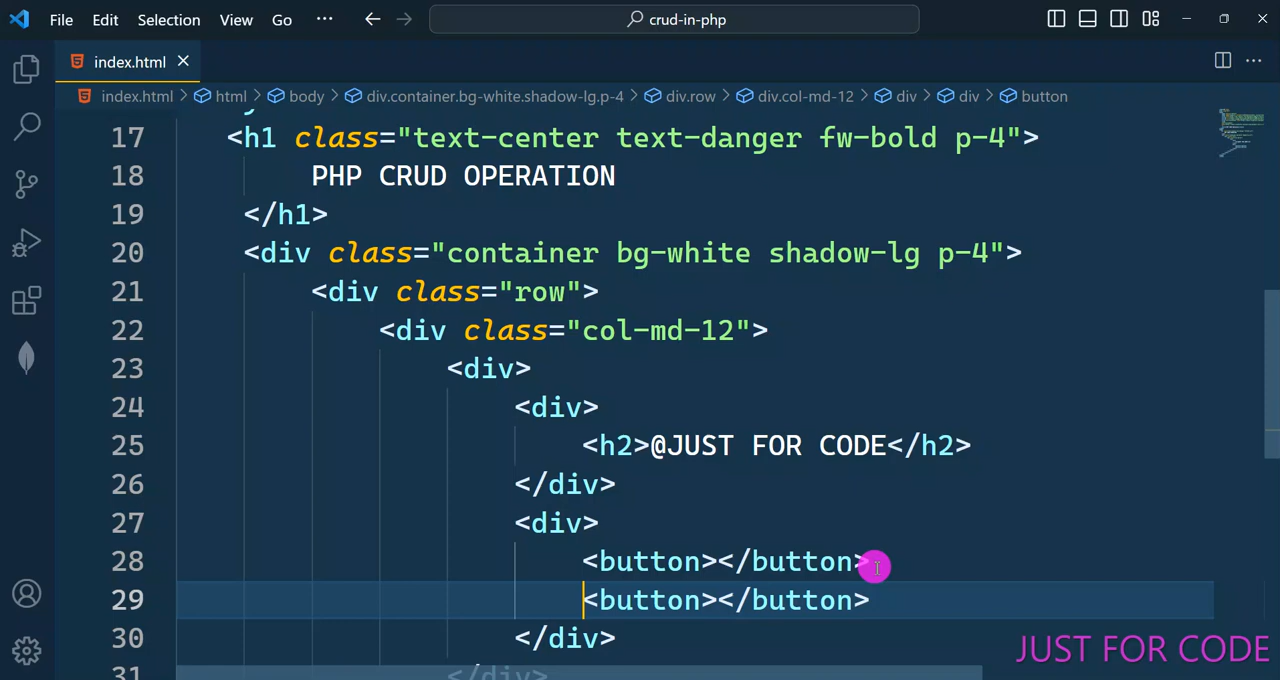 File Edit Selection View Go ··· crud-in-php
index.html
index.html > html > body > div.container.bg-white.shadow-lg.p-4 > div.row > div.col-md-12 > div > div > button
17 <h1 class="text-center text-danger fw-bold p-4">
18 PHP CRUD OPERATION
19 </h1>
20 <div class="container bg-white shadow-lg p-4">
21 <div class="row">
22 <div class="col-md-12">
23 <div>
24 <div>
25 <h2>@JUST FOR CODE</h2>
26 </div>
27 <div>
28 <button></button>
29 <button></button>
30 </div>
31 </div>
JUST FOR CODE